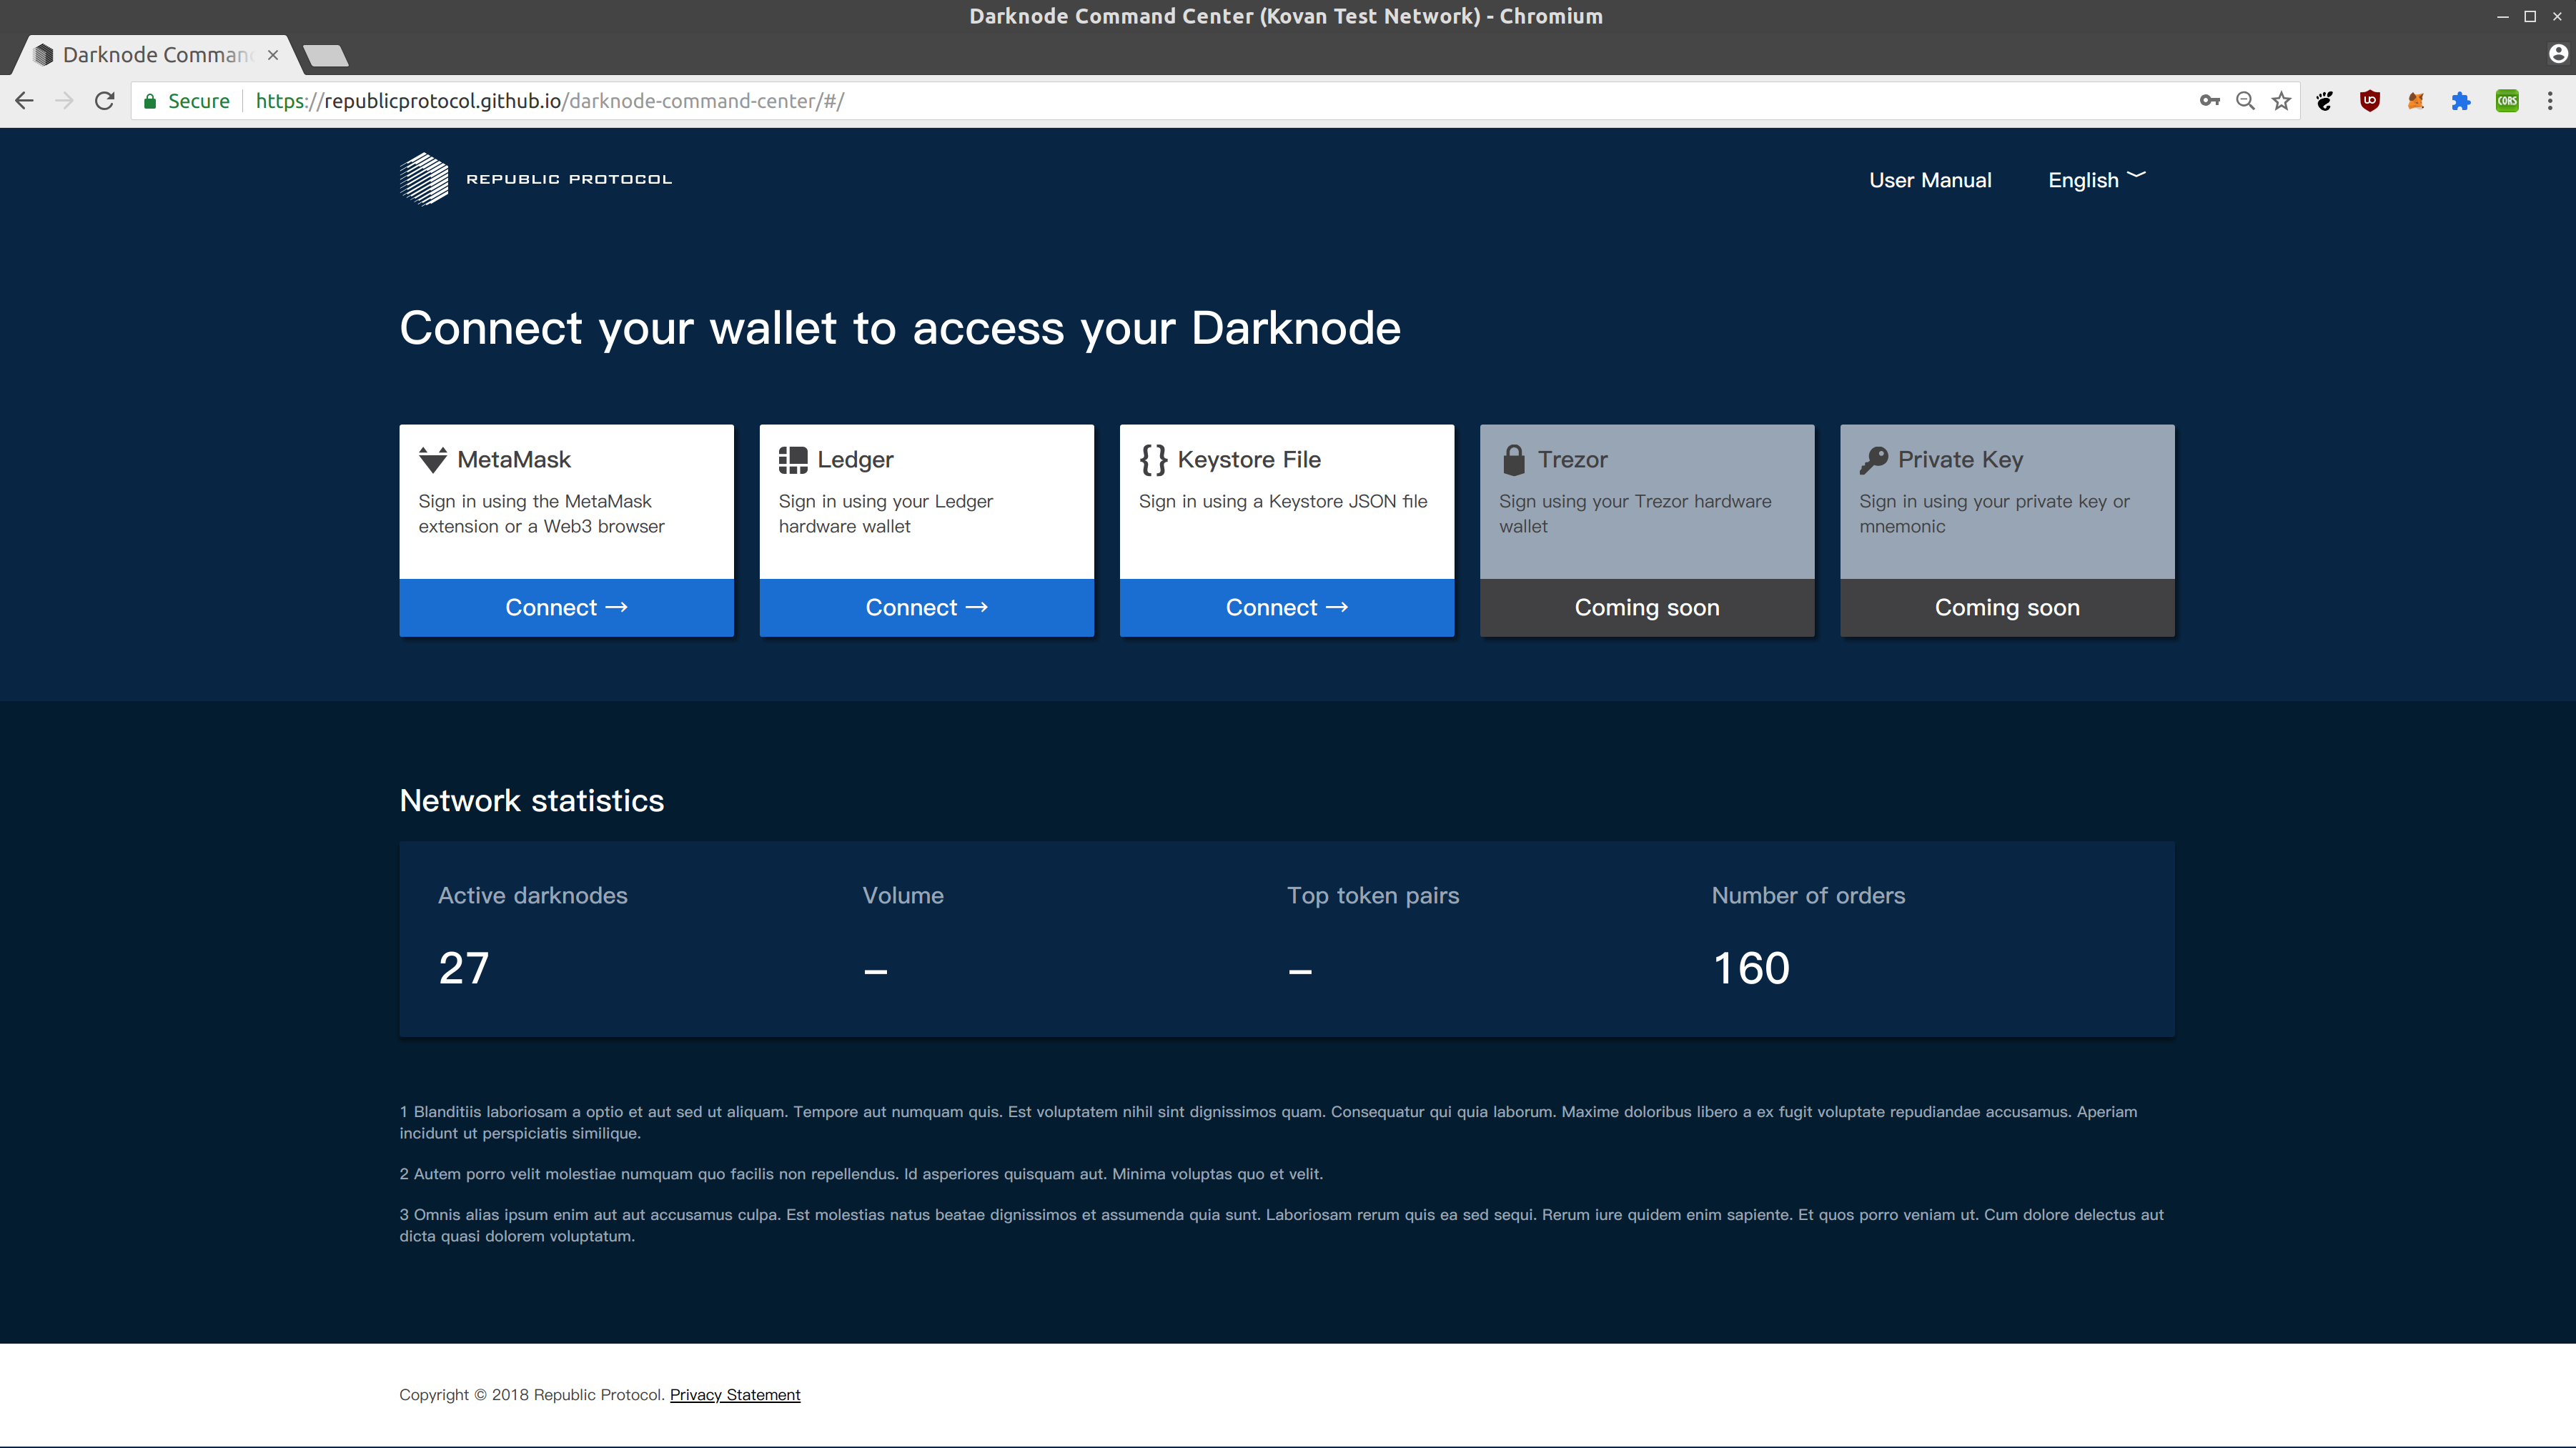 Darknode Command Center (Kovan Test Network) - Chromium
Darknode Comman
Secure https://republicprotocol.github.io/darknode-command-center/#/
CORS
REPUBLIC PROTOCOL
User Manual
English
Connect your wallet to access your Darknode
MetaMask
Sign in using the MetaMask
extension or a Web3 browser
Connect →
Ledger
Sign in using your Ledger
hardware wallet
Connect →
{} Keystore File
Sign in using a Keystore JSON file
Connect →
Trezor
Sign using your Trezor hardware
wallet
Coming soon
Private Key
Sign in using your private key or
mnemonic
Coming soon
Network statistics
Active darknodes
27
Volume
–
Top token pairs
–
Number of orders
160
1 Blanditiis laboriosam a optio et aut sed ut aliquam. Tempore aut numquam quis. Est voluptatem nihil sint dignissimos quam. Consequatur qui quia laborum. Maxime doloribus libero a ex fugit voluptate repudiandae accusamus. Aperiam
incidunt ut perspiciatis similique.
2 Autem porro velit molestiae numquam quo facilis non repellendus. Id asperiores quisquam aut. Minima voluptas quo et velit.
3 Omnis alias ipsum enim aut aut accusamus culpa. Est molestias natus beatae dignissimos et assumenda quia sunt. Laboriosam rerum quis ea sed sequi. Rerum iure quidem enim sapiente. Et quos porro veniam ut. Cum dolore delectus aut
dicta quasi dolorem voluptatum.
Copyright © 2018 Republic Protocol. Privacy Statement